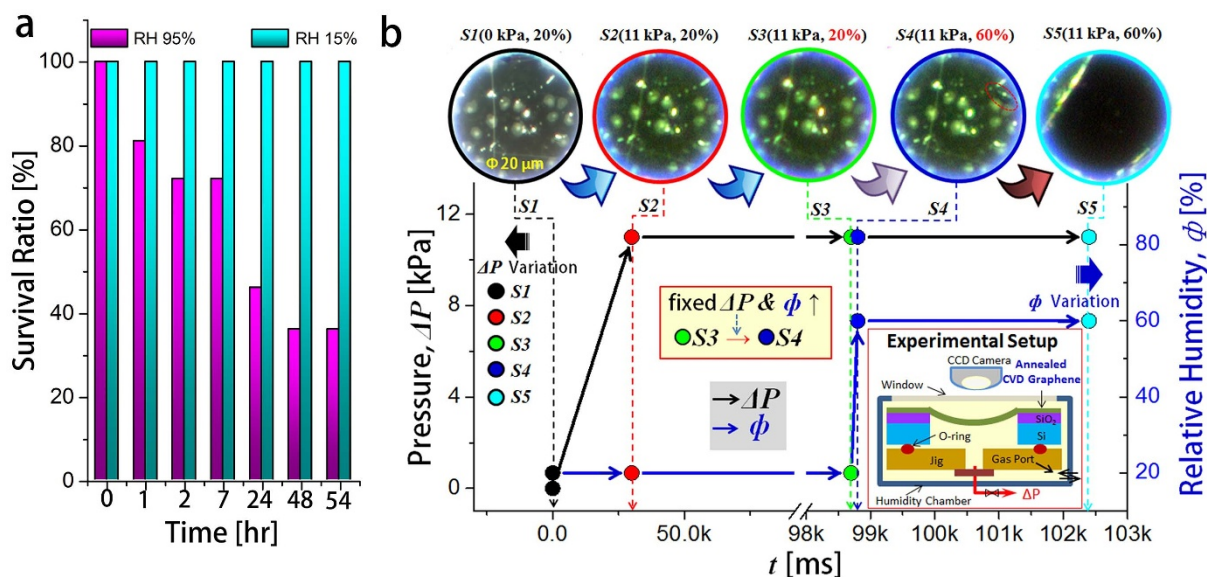 a
RH 95%
RH 15%
Survival Ratio [%]
100
80
60
40
20
0
0 1 2 7 24 48 54
Time [hr]
b
S1(0 kPa, 20%)
S2(11 kPa, 20%)
S3(11 kPa, 20%)
S4(11 kPa, 60%)
S5(11 kPa, 60%)
Φ 20 μm
S1
S2
S3
S4
S5
Pressure, ΔP [kPa]
12
8
4
0
ΔP Variation
S1
S2
S3
S4
S5
fixed ΔP & ϕ ↑
S3 → S4
ΔP
ϕ
ϕ Variation
Relative Humidity, ϕ [%]
80
60
40
20
Experimental Setup
CCD Camera
Annealed
CVD Graphene
Window
SiO₂
Si
O-ring
Jig
Gas Port
Humidity Chamber
ΔP
0.0 50.0k 98k 99k 100k 101k 102k 103k
t [ms]